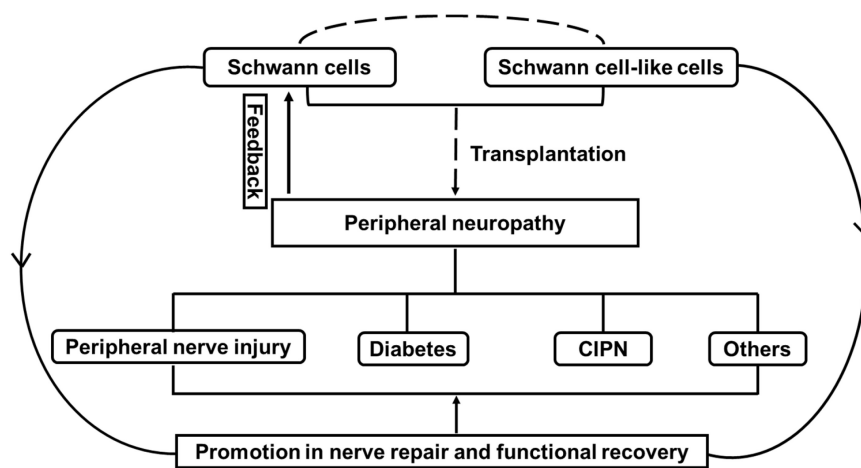 Schwann cells
Schwann cell-like cells
Feedback
Transplantation
Peripheral neuropathy
Peripheral nerve injury
Diabetes
CIPN
Others
Promotion in nerve repair and functional recovery